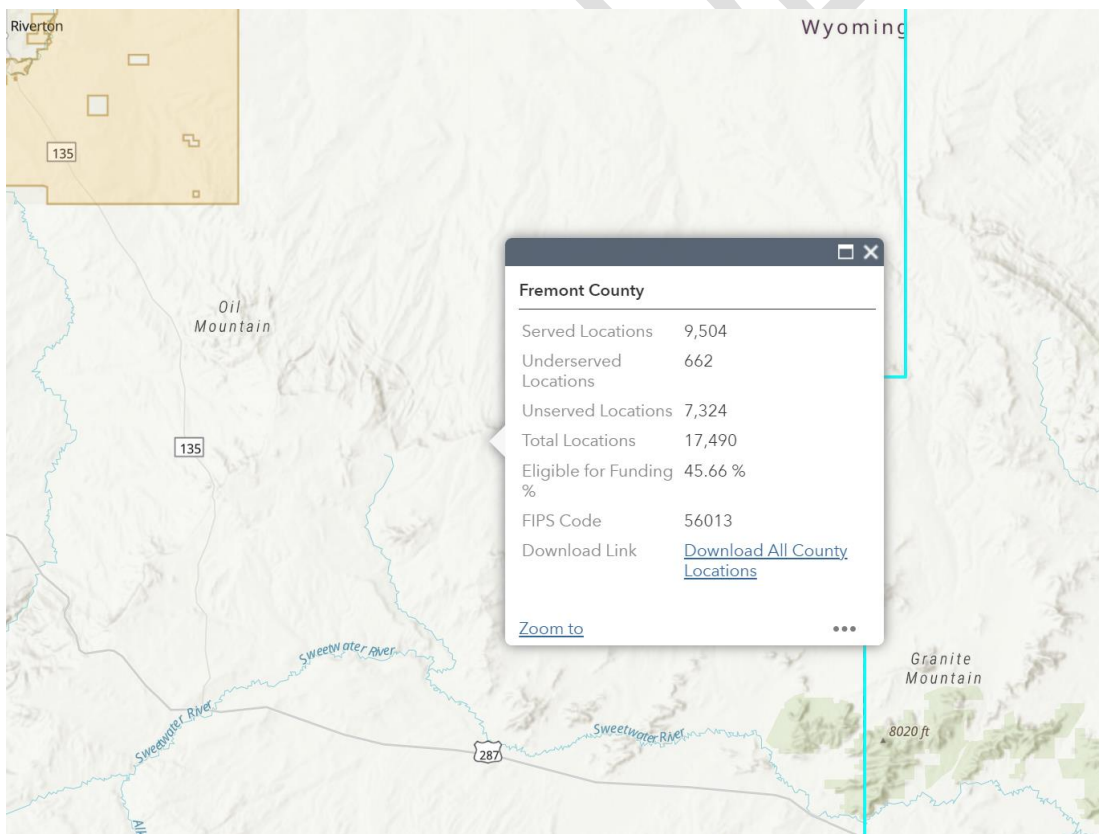 Riverton
Wyoming
135
Oil
Mountain
135
Fremont County
Served Locations 9,504
Underserved 662
Locations
Unserved Locations 7,324
Total Locations 17,490
Eligible for Funding 45.66 %
%
FIPS Code 56013
Download Link Download All County
Locations
Zoom to
Sweetwater River
Granite
Mountain
Sweetwater River
Sweetwater River
8020 ft
287